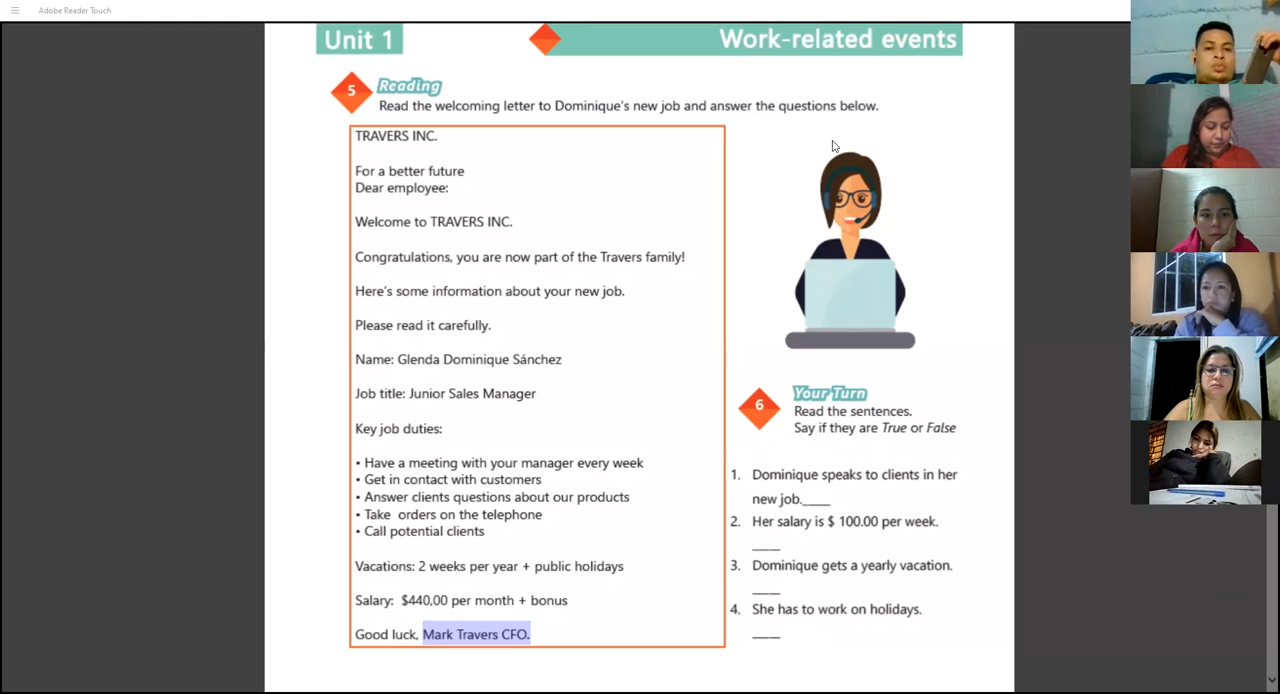 Adobe Reader Touch
Unit 1
Work-related events
5
Reading
Read the welcoming letter to Dominique's new job and answer the questions below.
TRAVERS INC.
For a better future
Dear employee:
Welcome to TRAVERS INC.
Congratulations, you are now part of the Travers family!
Here's some information about your new job.
Please read it carefully.
Name: Glenda Dominique Sánchez
Job title: Junior Sales Manager
Key job duties:
• Have a meeting with your manager every week
• Get in contact with customers
• Answer clients questions about our products
• Take orders on the telephone
• Call potential clients
Vacations: 2 weeks per year + public holidays
Salary: $440,00 per month + bonus
Good luck, Mark Travers CFO.
6
Your Turn
Read the sentences.
Say if they are True or False
1. Dominique speaks to clients in her
new job.____
2. Her salary is $ 100.00 per week.
____
3. Dominique gets a yearly vacation.
____
4. She has to work on holidays.
____